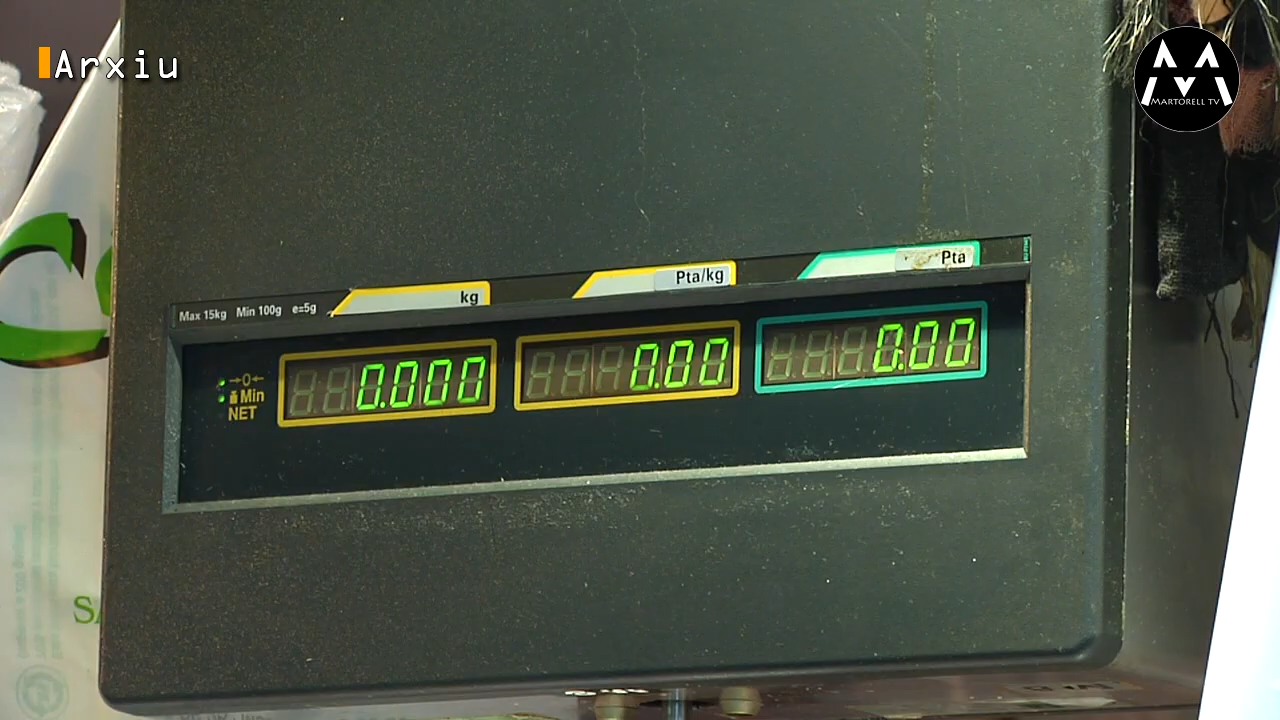 Arxiu
MARTORELL TV
Max 15kg Min 100g e=5g
kg
Pta/kg
Pta
→0←
Min
NET
0.000
0.00
0.00